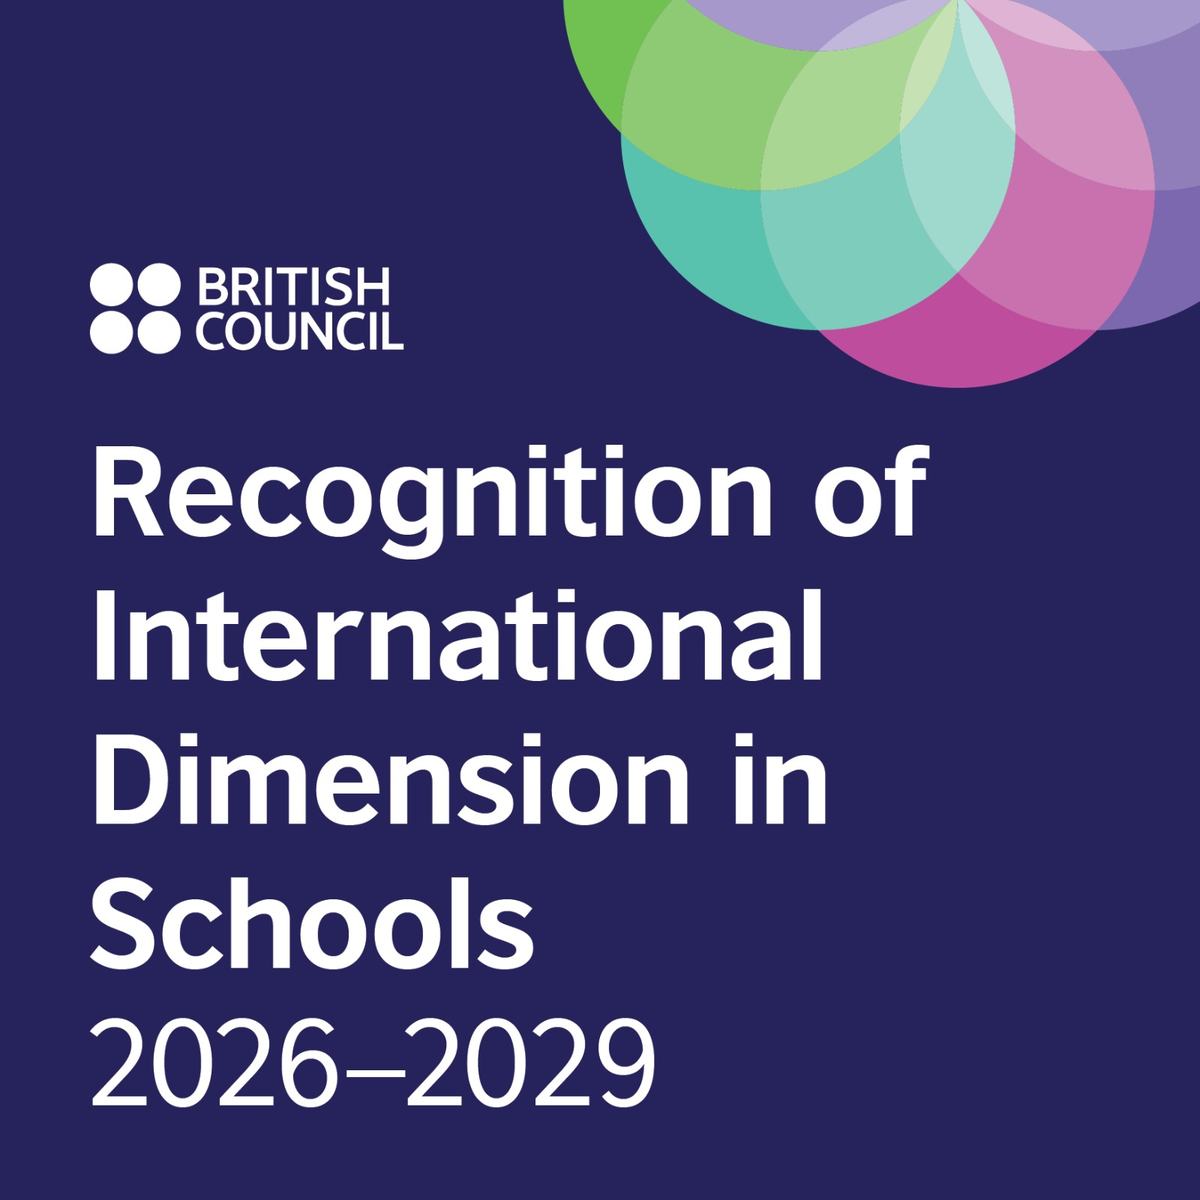 BRITISH
COUNCIL
Recognition of
International
Dimension in
Schools
2026–2029